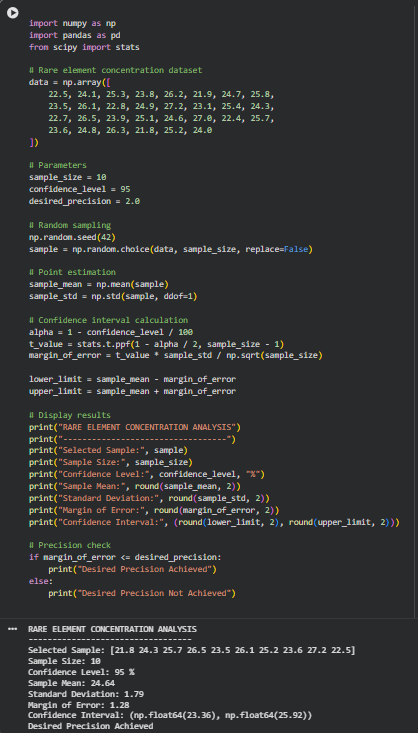 import numpy as np
import pandas as pd
from scipy import stats
# Rare element concentration dataset
data = np.array([
22.5, 24.1, 25.3, 23.8, 26.2, 21.9, 24.7, 25.8,
23.5, 26.1, 22.8, 24.9, 27.2, 23.1, 25.4, 24.3,
22.7, 26.5, 23.9, 25.1, 24.6, 27.0, 22.4, 25.7,
23.6, 24.8, 26.3, 21.8, 25.2, 24.0
])
# Parameters
sample_size = 10
confidence_level = 95
desired_precision = 2.0
# Random sampling
np.random.seed(42)
sample = np.random.choice(data, sample_size, replace=False)
# Point estimation
sample_mean = np.mean(sample)
sample_std = np.std(sample, ddof=1)
# Confidence interval calculation
alpha = 1 - confidence_level / 100
t_value = stats.t.ppf(1 - alpha / 2, sample_size - 1)
margin_of_error = t_value * sample_std / np.sqrt(sample_size)
lower_limit = sample_mean - margin_of_error
upper_limit = sample_mean + margin_of_error
# Display results
print("RARE ELEMENT CONCENTRATION ANALYSIS")
print("----------------------------------")
print("Selected Sample:", sample)
print("Sample Size:", sample_size)
print("Confidence Level:", confidence_level, "%")
print("Sample Mean:", round(sample_mean, 2))
print("Standard Deviation:", round(sample_std, 2))
print("Margin of Error:", round(margin_of_error, 2))
print("Confidence Interval:", (round(lower_limit, 2), round(upper_limit, 2)))
# Precision check
if margin_of_error <= desired_precision:
print("Desired Precision Achieved")
else:
print("Desired Precision Not Achieved")
RARE ELEMENT CONCENTRATION ANALYSIS
----------------------------------
Selected Sample: [21.8 24.3 25.7 26.5 23.5 26.1 25.2 23.6 27.2 22.5]
Sample Size: 10
Confidence Level: 95 %
Sample Mean: 24.64
Standard Deviation: 1.79
Margin of Error: 1.28
Confidence Interval: (np.float64(23.36), np.float64(25.92))
Desired Precision Achieved